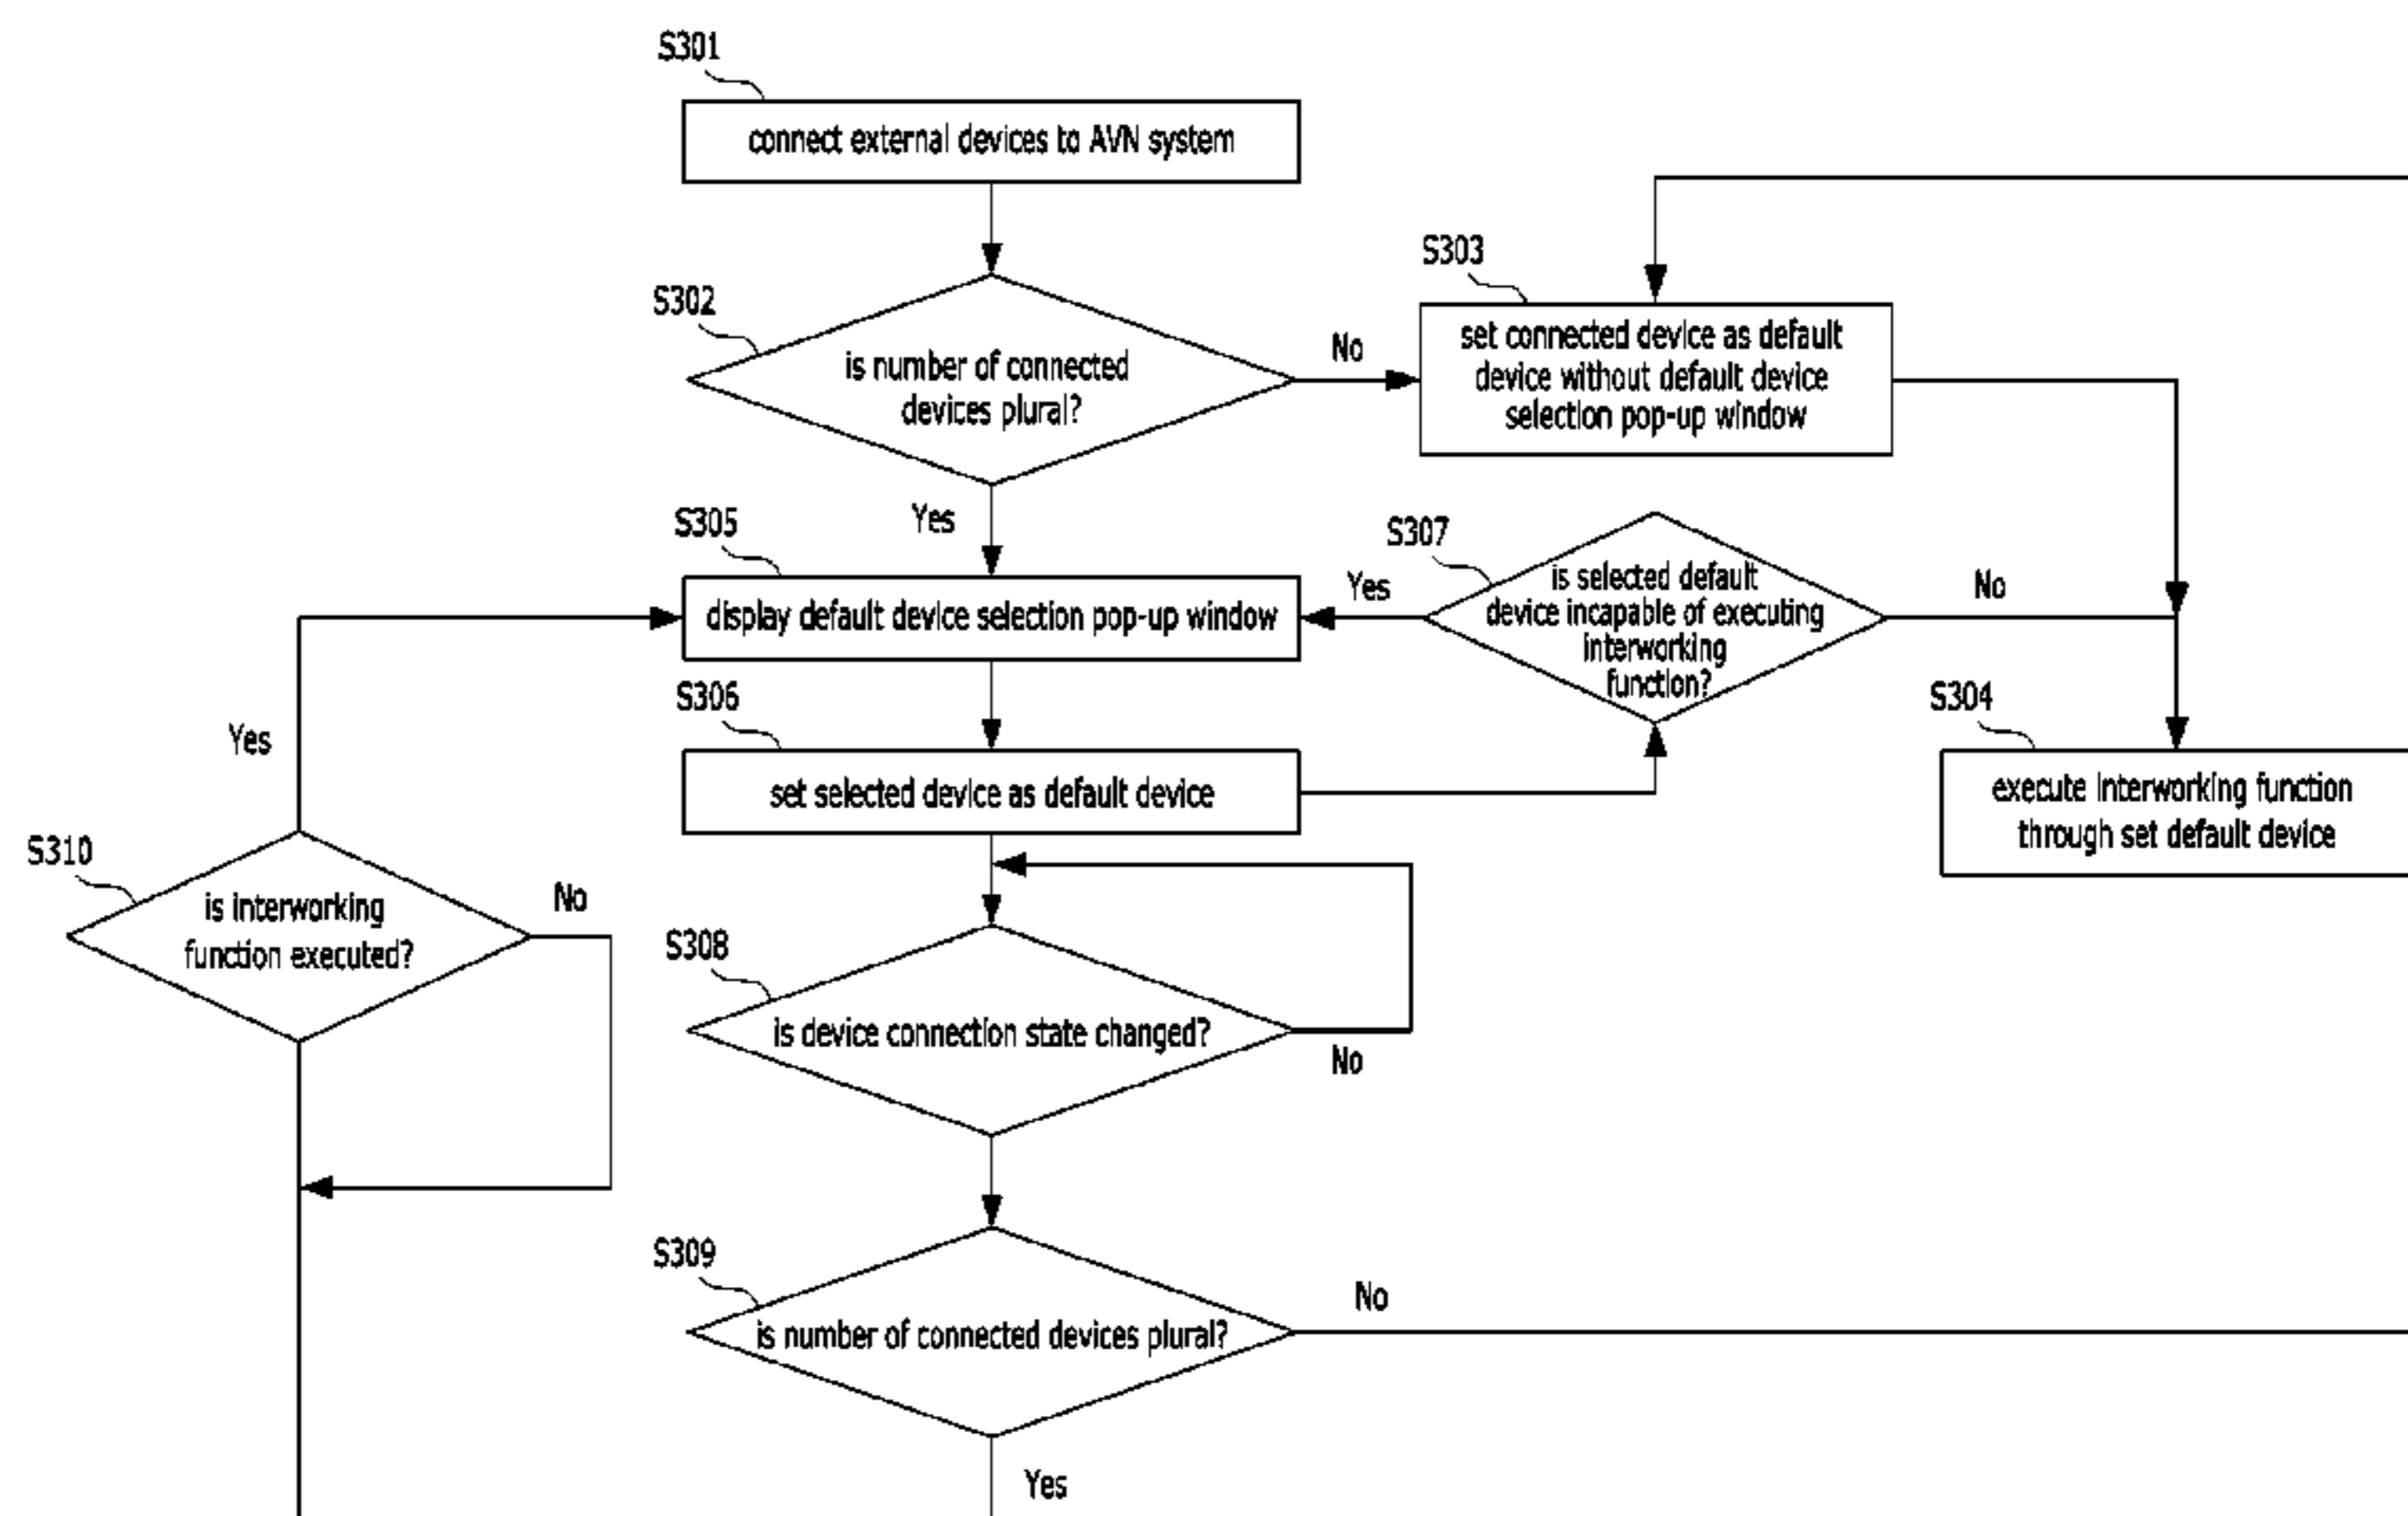 S301
connect external devices to AVN system
S302
is number of connected
devices plural?
No
S303
set connected device as default
device without default device
selection pop-up window
Yes
S305
display default device selection pop-up window
Yes
S307
is selected default
device incapable of executing
interworking
function?
No
S306
set selected device as default device
S304
execute interworking function
through set default device
Yes
S310
is interworking
function executed?
No
S308
is device connection state changed?
No
S309
is number of connected devices plural?
No
Yes